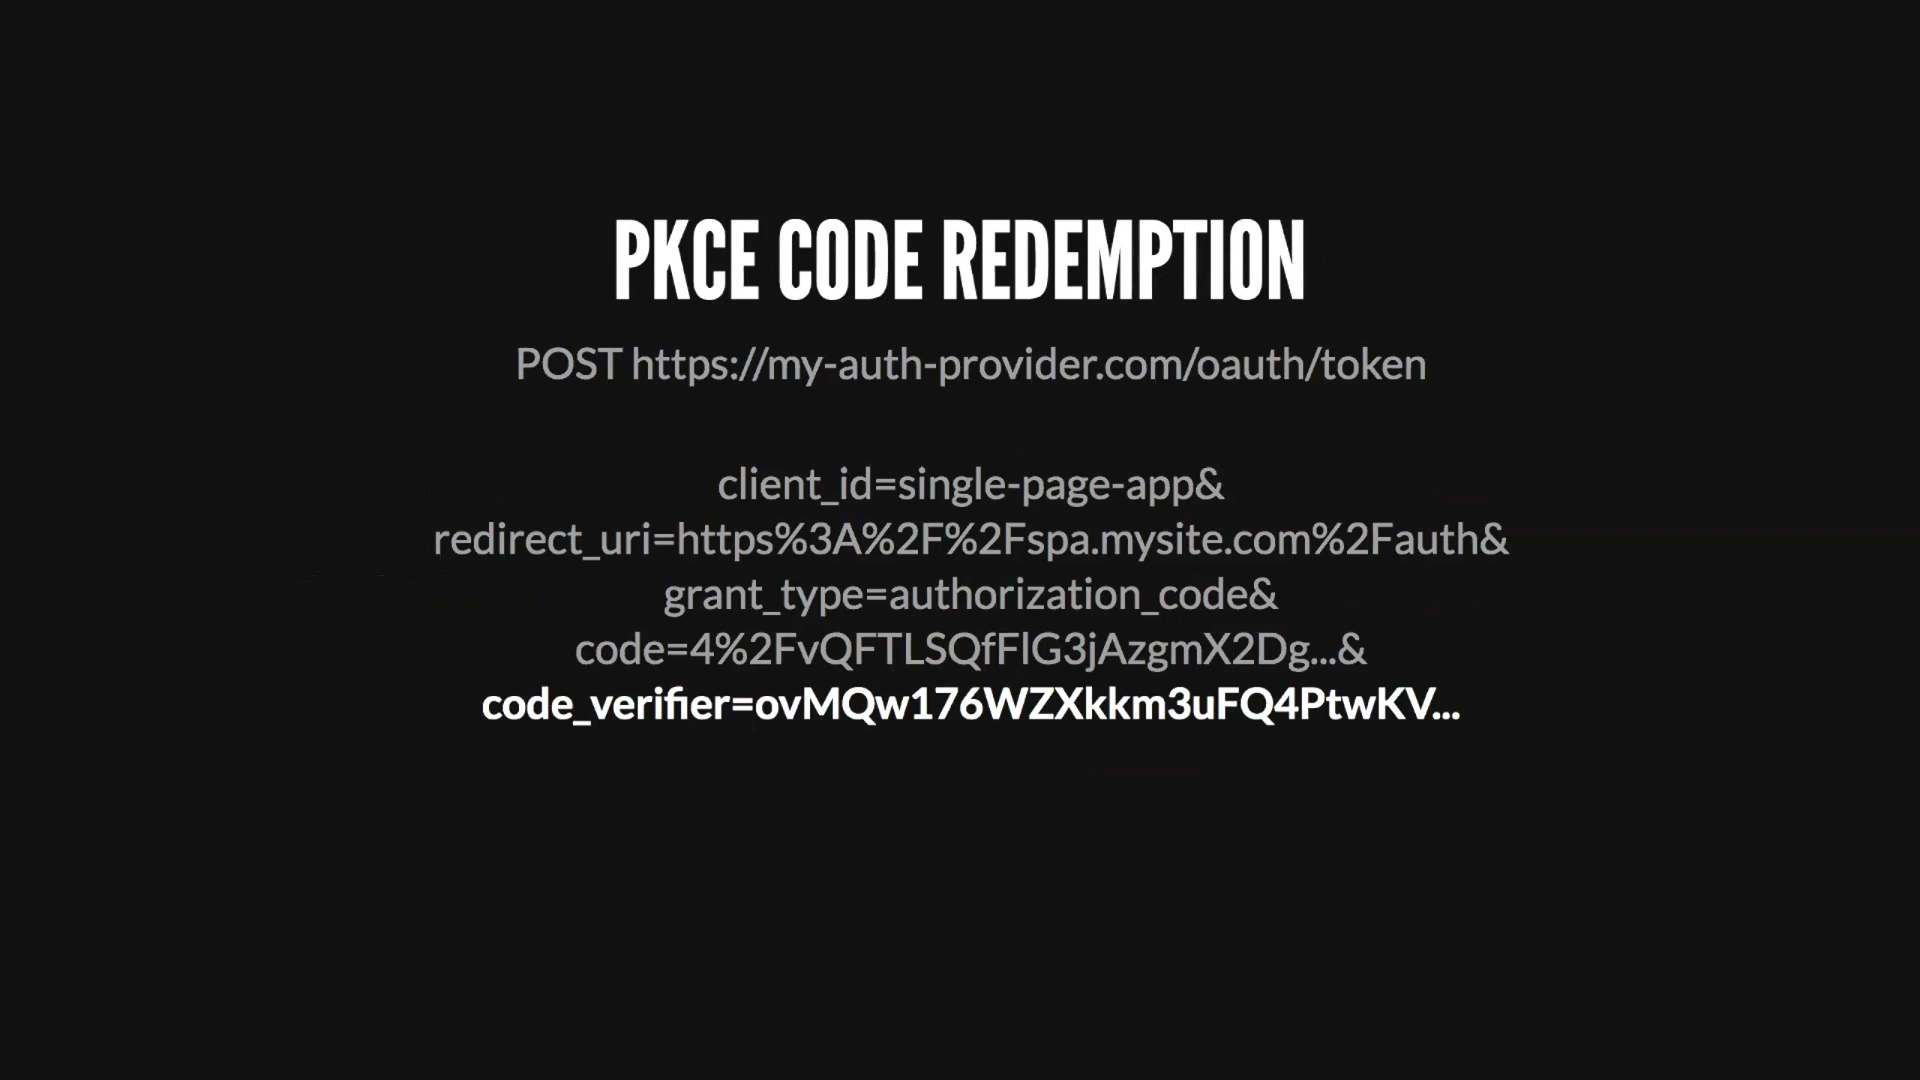 PKCE CODE REDEMPTION
POST https://my-auth-provider.com/oauth/token
client_id=single-page-app&
redirect_uri=https%3A%2F%2Fspa.mysite.com%2Fauth&
grant_type=authorization_code&
code=4%2FvQFTLSQfFlG3jAzgmX2Dg...&
code_verifier=ovMQw176WZXkkm3uFQ4PtwKV...